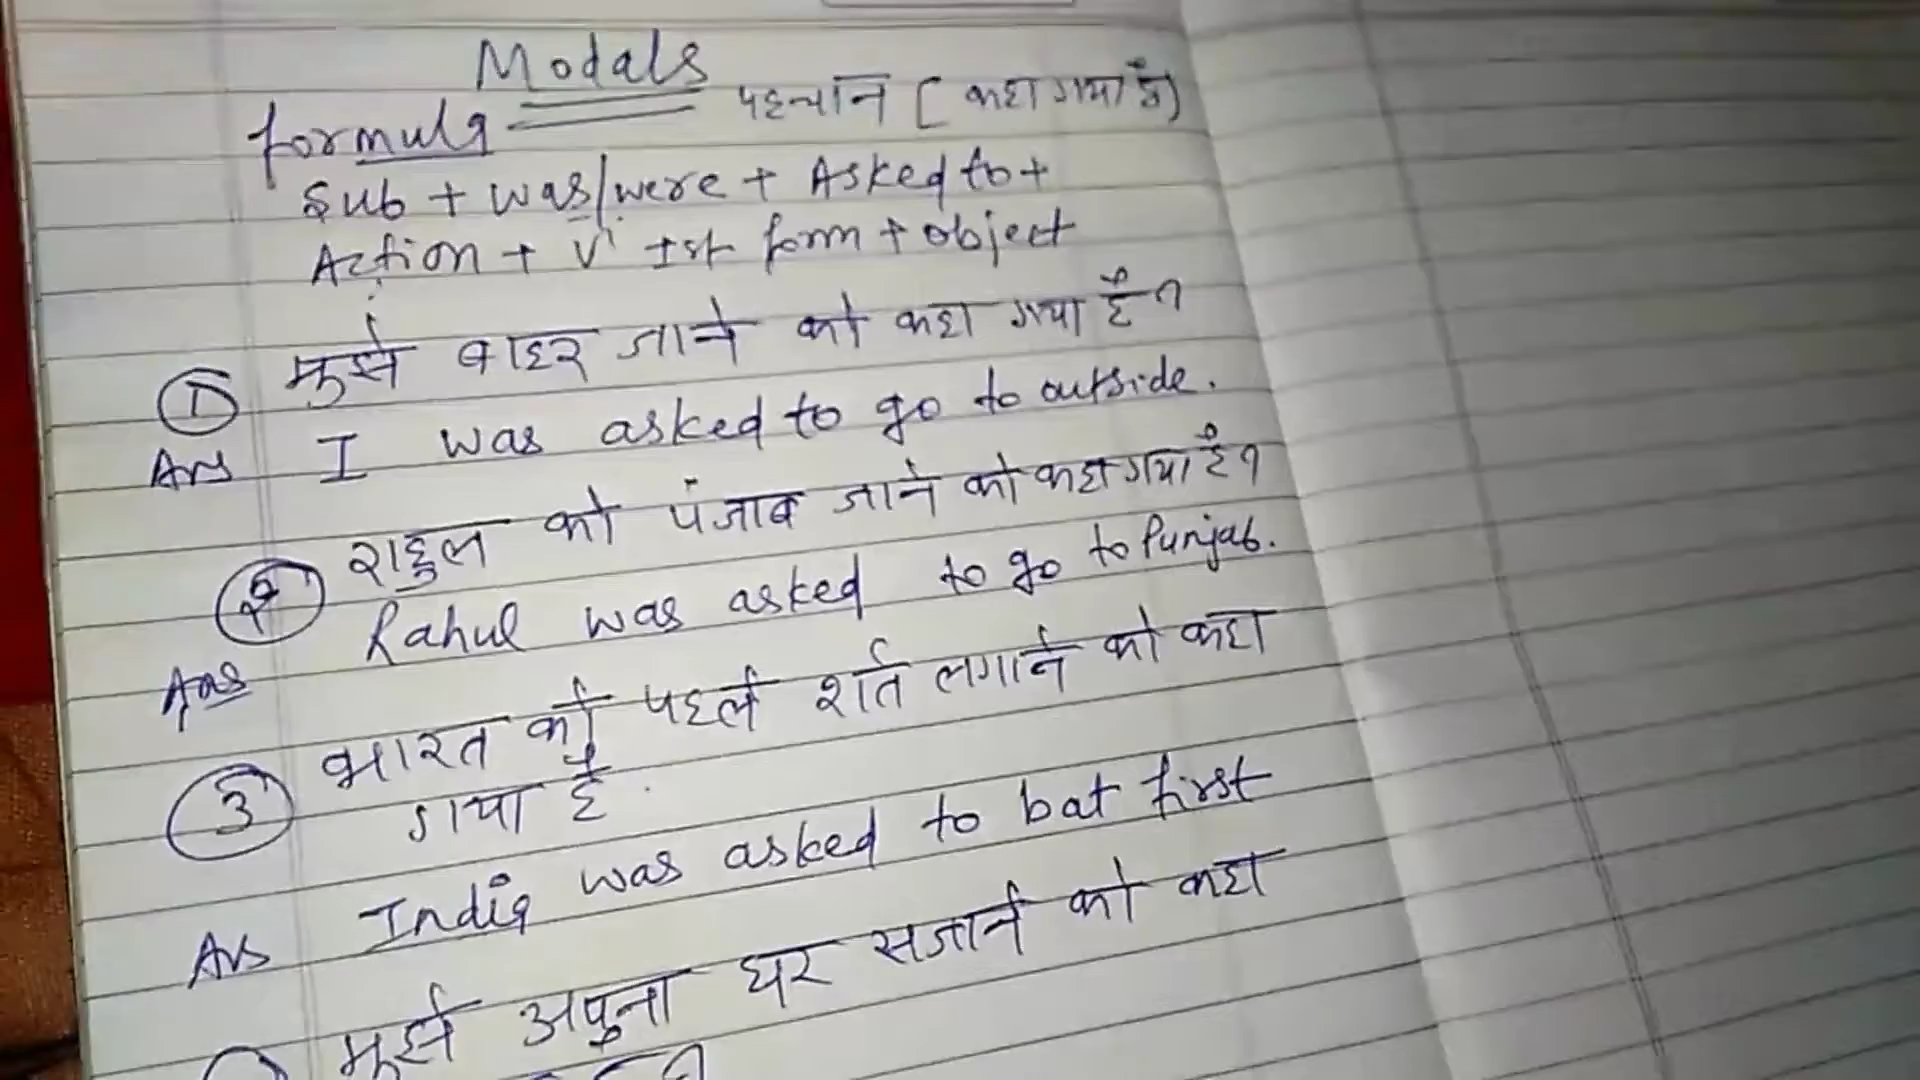 Modals
formula पहचान [ कहा गया है)
Sub + was/were + Asked to +
Action + V¹ Ist form + object
① मुझे बाहर जाने को कहा गया है।
Ans I was asked to go to outside.
② राहुल को पंजाब जाने को कहा गया है।
Ans Rahul was asked to go to Punjab.
③ भारत को पहले शर्त लगाने को कहा
गया है.
Ans India was asked to bat first
मुझे अपना घर सजाने को कहा